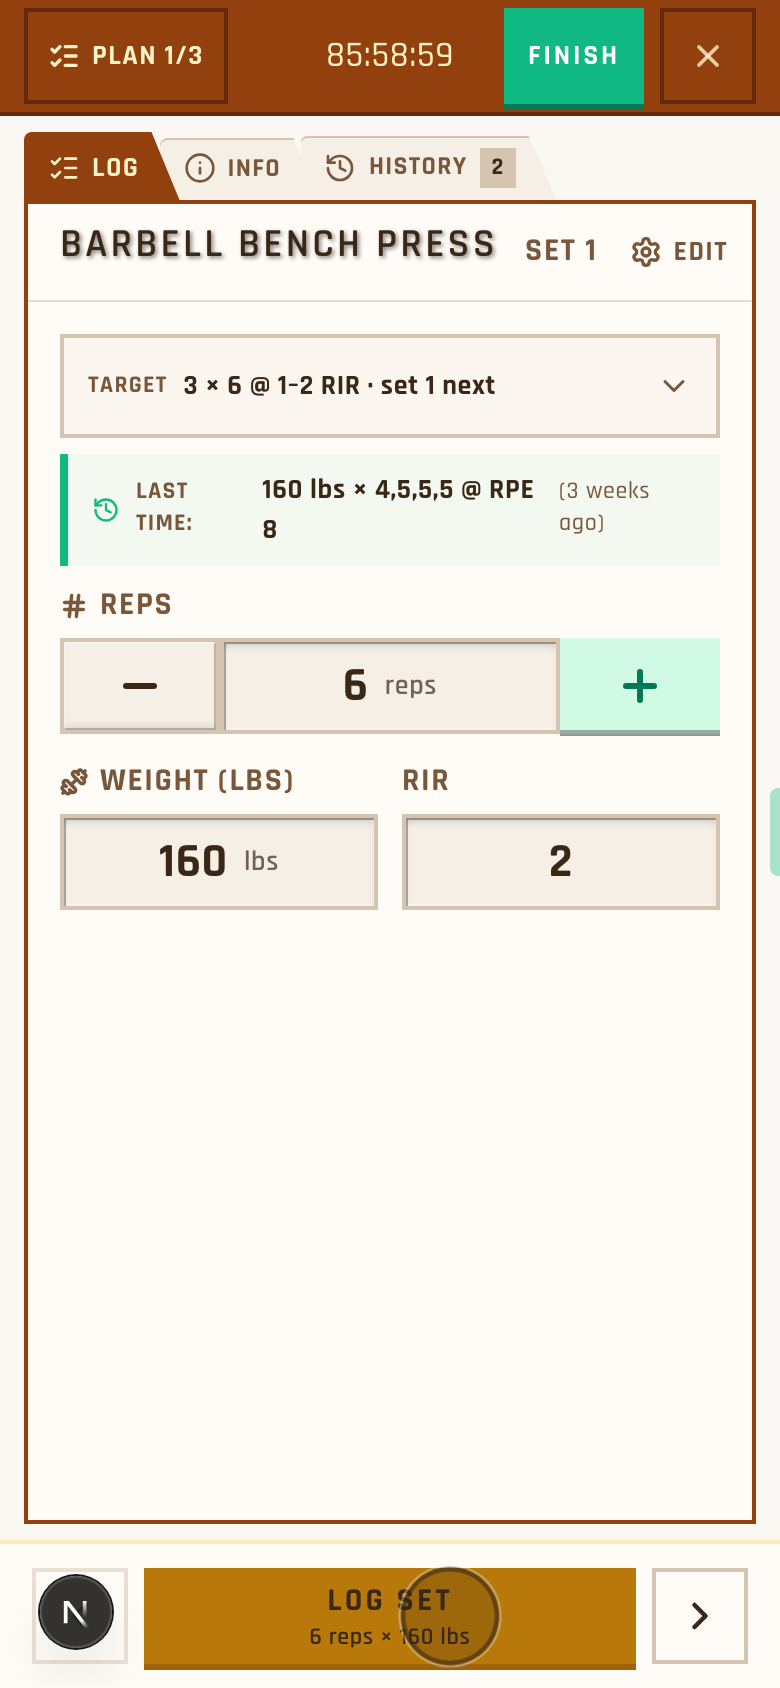 PLAN 1/3
85:58:59
FINISH
LOG
INFO
HISTORY 2
BARBELL BENCH PRESS
SET 1
EDIT
TARGET 3 × 6 @ 1–2 RIR · set 1 next
LAST TIME:
160 lbs × 4,5,5,5 @ RPE 8
(3 weeks ago)
# REPS
6 reps
WEIGHT (LBS)
RIR
160 lbs
2
N
LOG SET
6 reps × 160 lbs